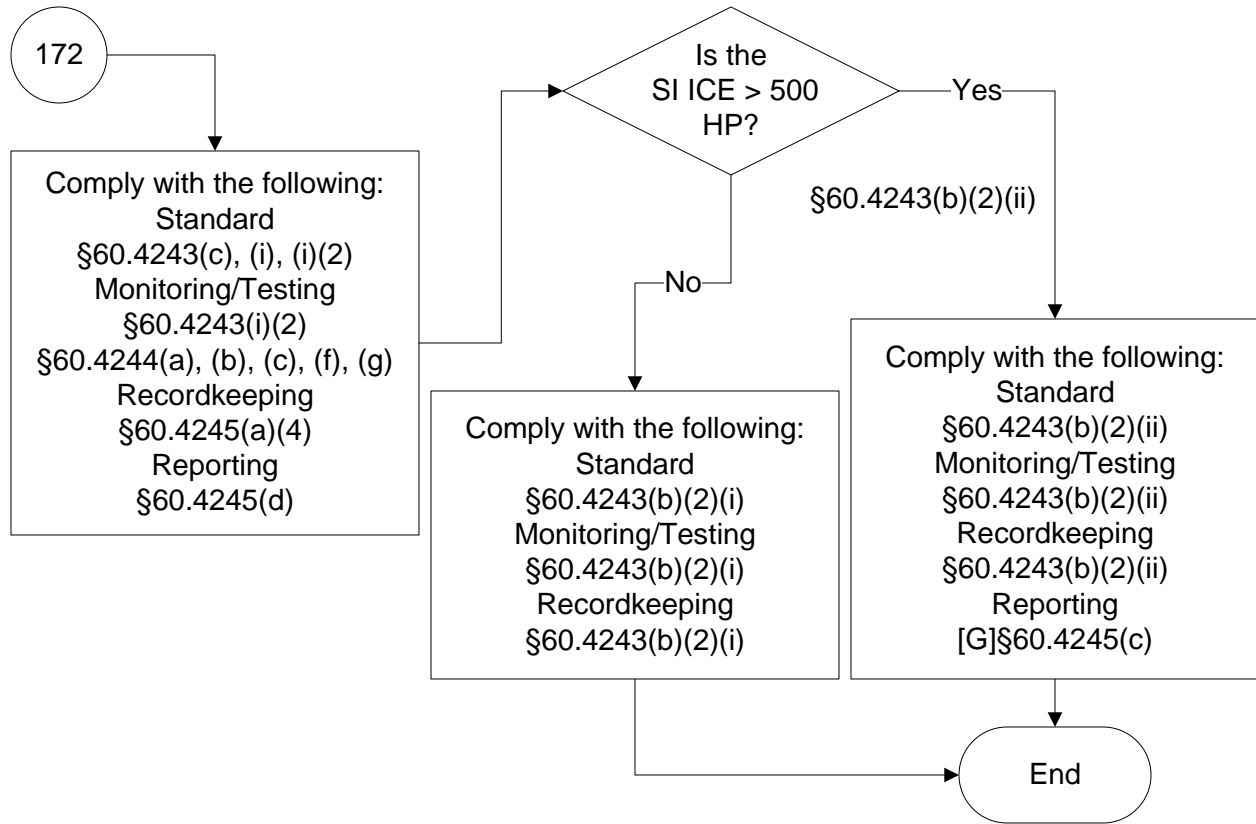 172
Comply with the following:
Standard
§60.4243(c), (i), (i)(2)
Monitoring/Testing
§60.4243(i)(2)
§60.4244(a), (b), (c), (f), (g)
Recordkeeping
§60.4245(a)(4)
Reporting
§60.4245(d)
Is the
SI ICE > 500
HP?
Yes
§60.4243(b)(2)(ii)
No
Comply with the following:
Standard
§60.4243(b)(2)(i)
Monitoring/Testing
§60.4243(b)(2)(i)
Recordkeeping
§60.4243(b)(2)(i)
Comply with the following:
Standard
§60.4243(b)(2)(ii)
Monitoring/Testing
§60.4243(b)(2)(ii)
Recordkeeping
§60.4243(b)(2)(ii)
Reporting
[G]§60.4245(c)
End